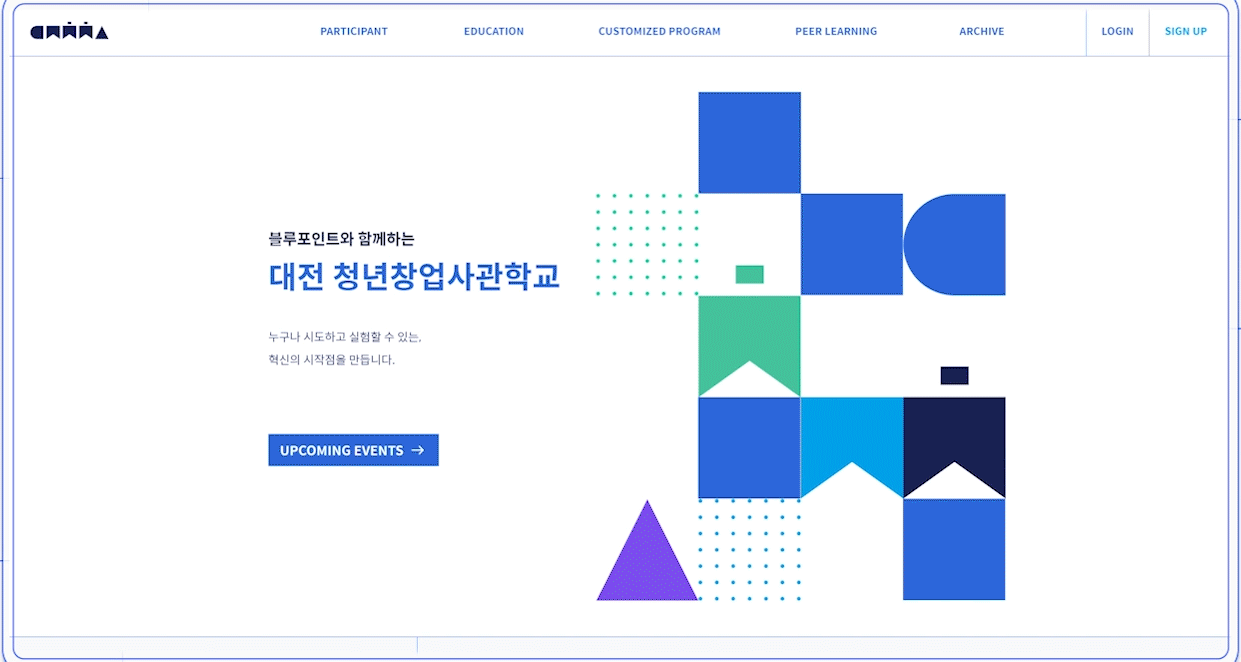 PARTICIPANT
EDUCATION
CUSTOMIZED PROGRAM
PEER LEARNING
ARCHIVE
LOGIN
SIGN UP
블루포인트와 함께하는
대전 청년창업사관학교
누구나 시도하고 실험할 수 있는,
혁신의 시작점을 만듭니다.
UPCOMING EVENTS →